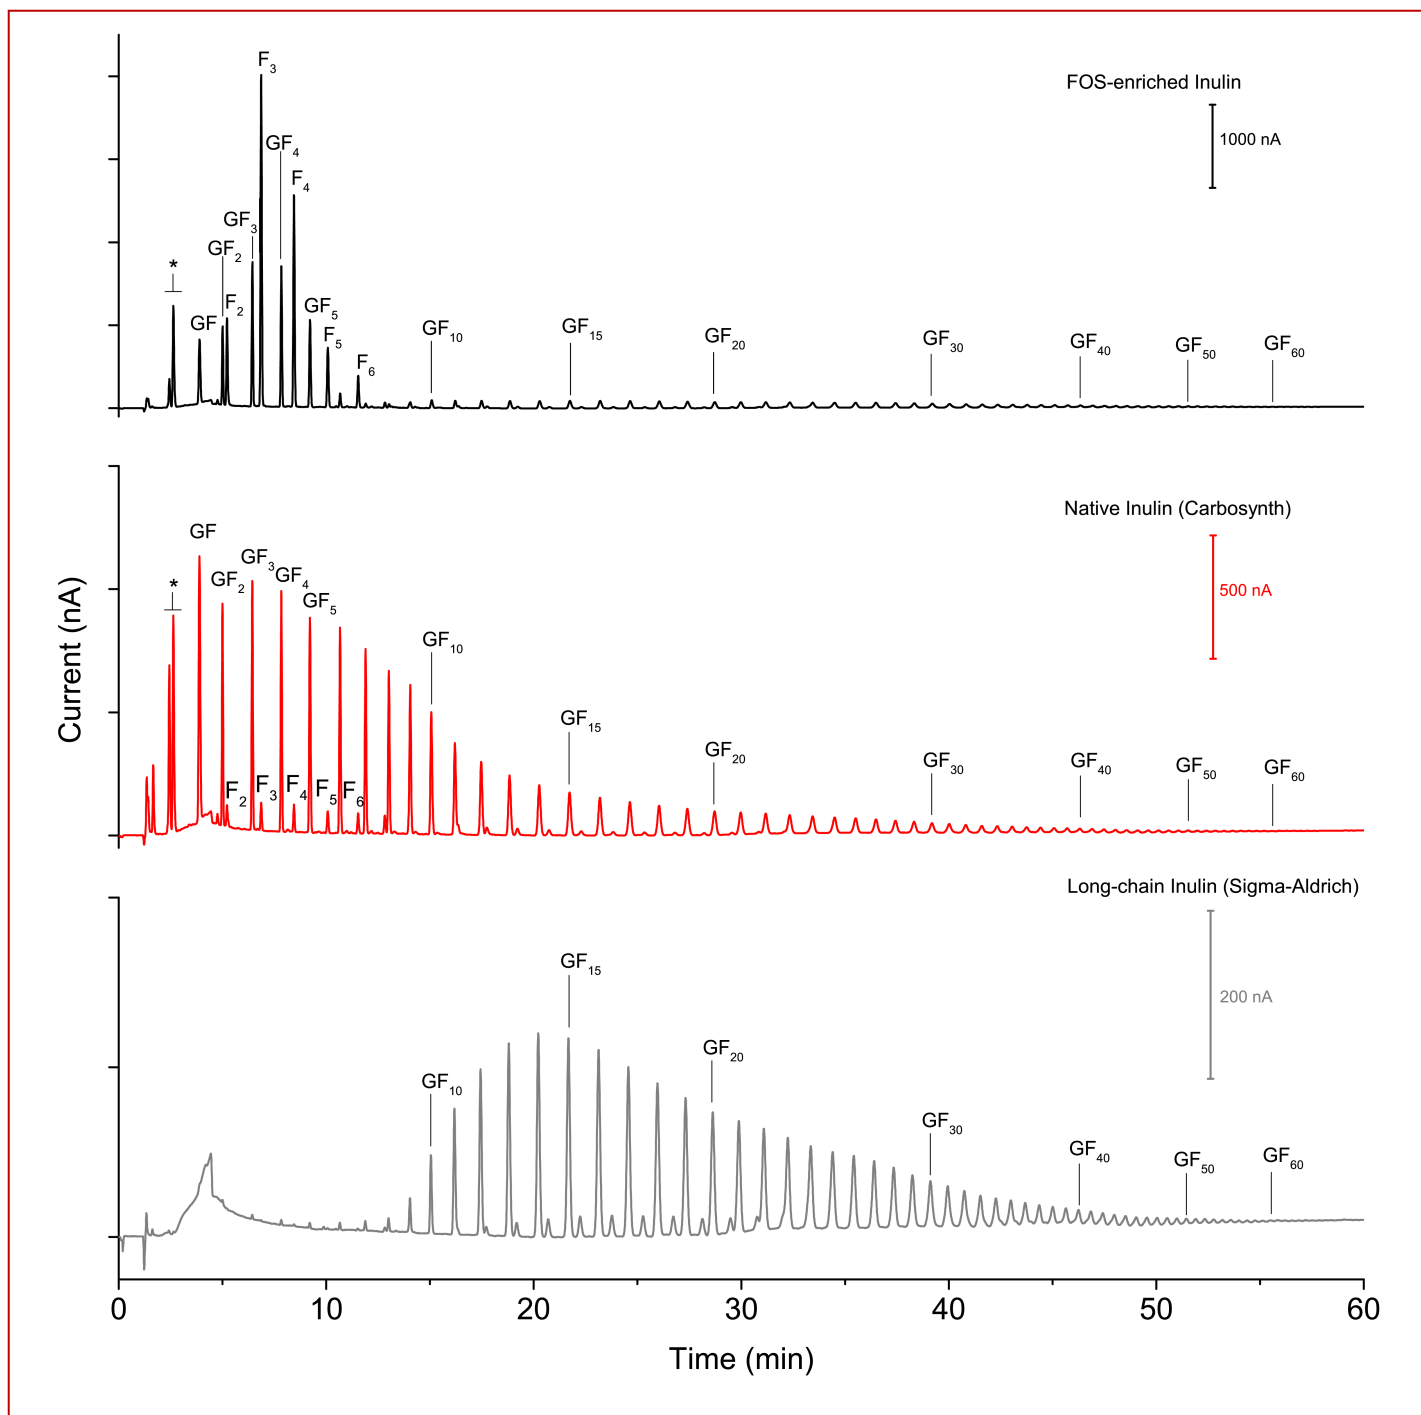 F₃
FOS-enriched Inulin
1000 nA
GF₄
F₄
GF₃
GF₂
*
F₂
GF
GF₅
F₅
F₆
GF₁₀
GF₁₅
GF₂₀
GF₃₀
GF₄₀
GF₅₀
GF₆₀
Native Inulin (Carbosynth)
500 nA
GF
*
GF₂
GF₃
GF₄
GF₅
F₂
F₃
F₄
F₅
F₆
GF₁₀
GF₁₅
GF₂₀
GF₃₀
GF₄₀
GF₅₀
GF₆₀
Current (nA)
Long-chain Inulin (Sigma-Aldrich)
200 nA
GF₁₀
GF₁₅
GF₂₀
GF₃₀
GF₄₀
GF₅₀
GF₆₀
0 10 20 30 40 50 60
Time (min)